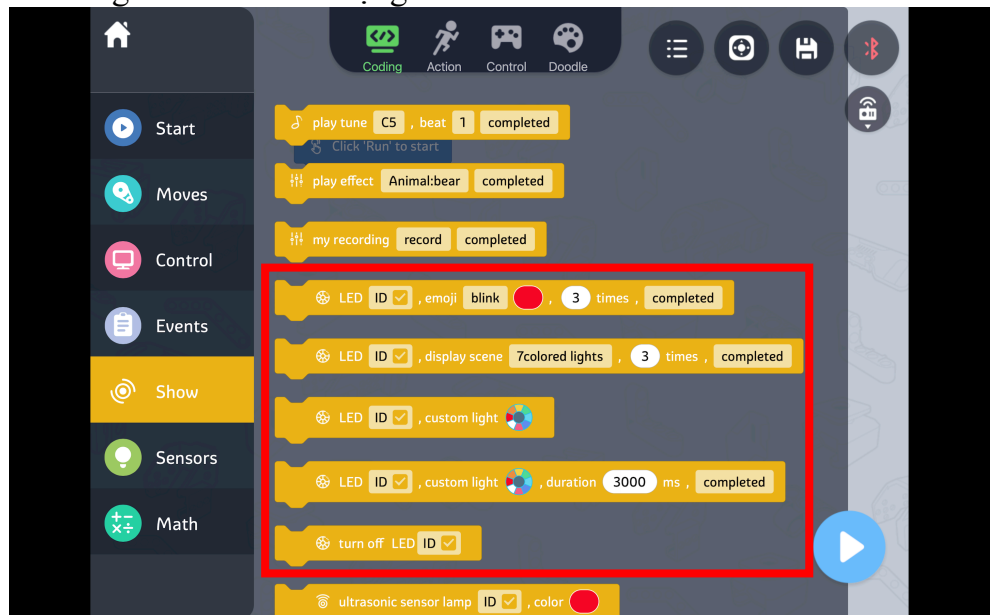 Coding Action Control Doodle
Start
Moves
Control
Events
Show
Sensors
Math
play tune C5 , beat 1 completed
Click 'Run' to start
play effect Animal:bear completed
my recording record completed
LED ID , emoji blink , 3 times , completed
LED ID , display scene 7colored lights , 3 times , completed
LED ID , custom light
LED ID , custom light , duration 3000 ms , completed
turn off LED ID
ultrasonic sensor lamp ID , color